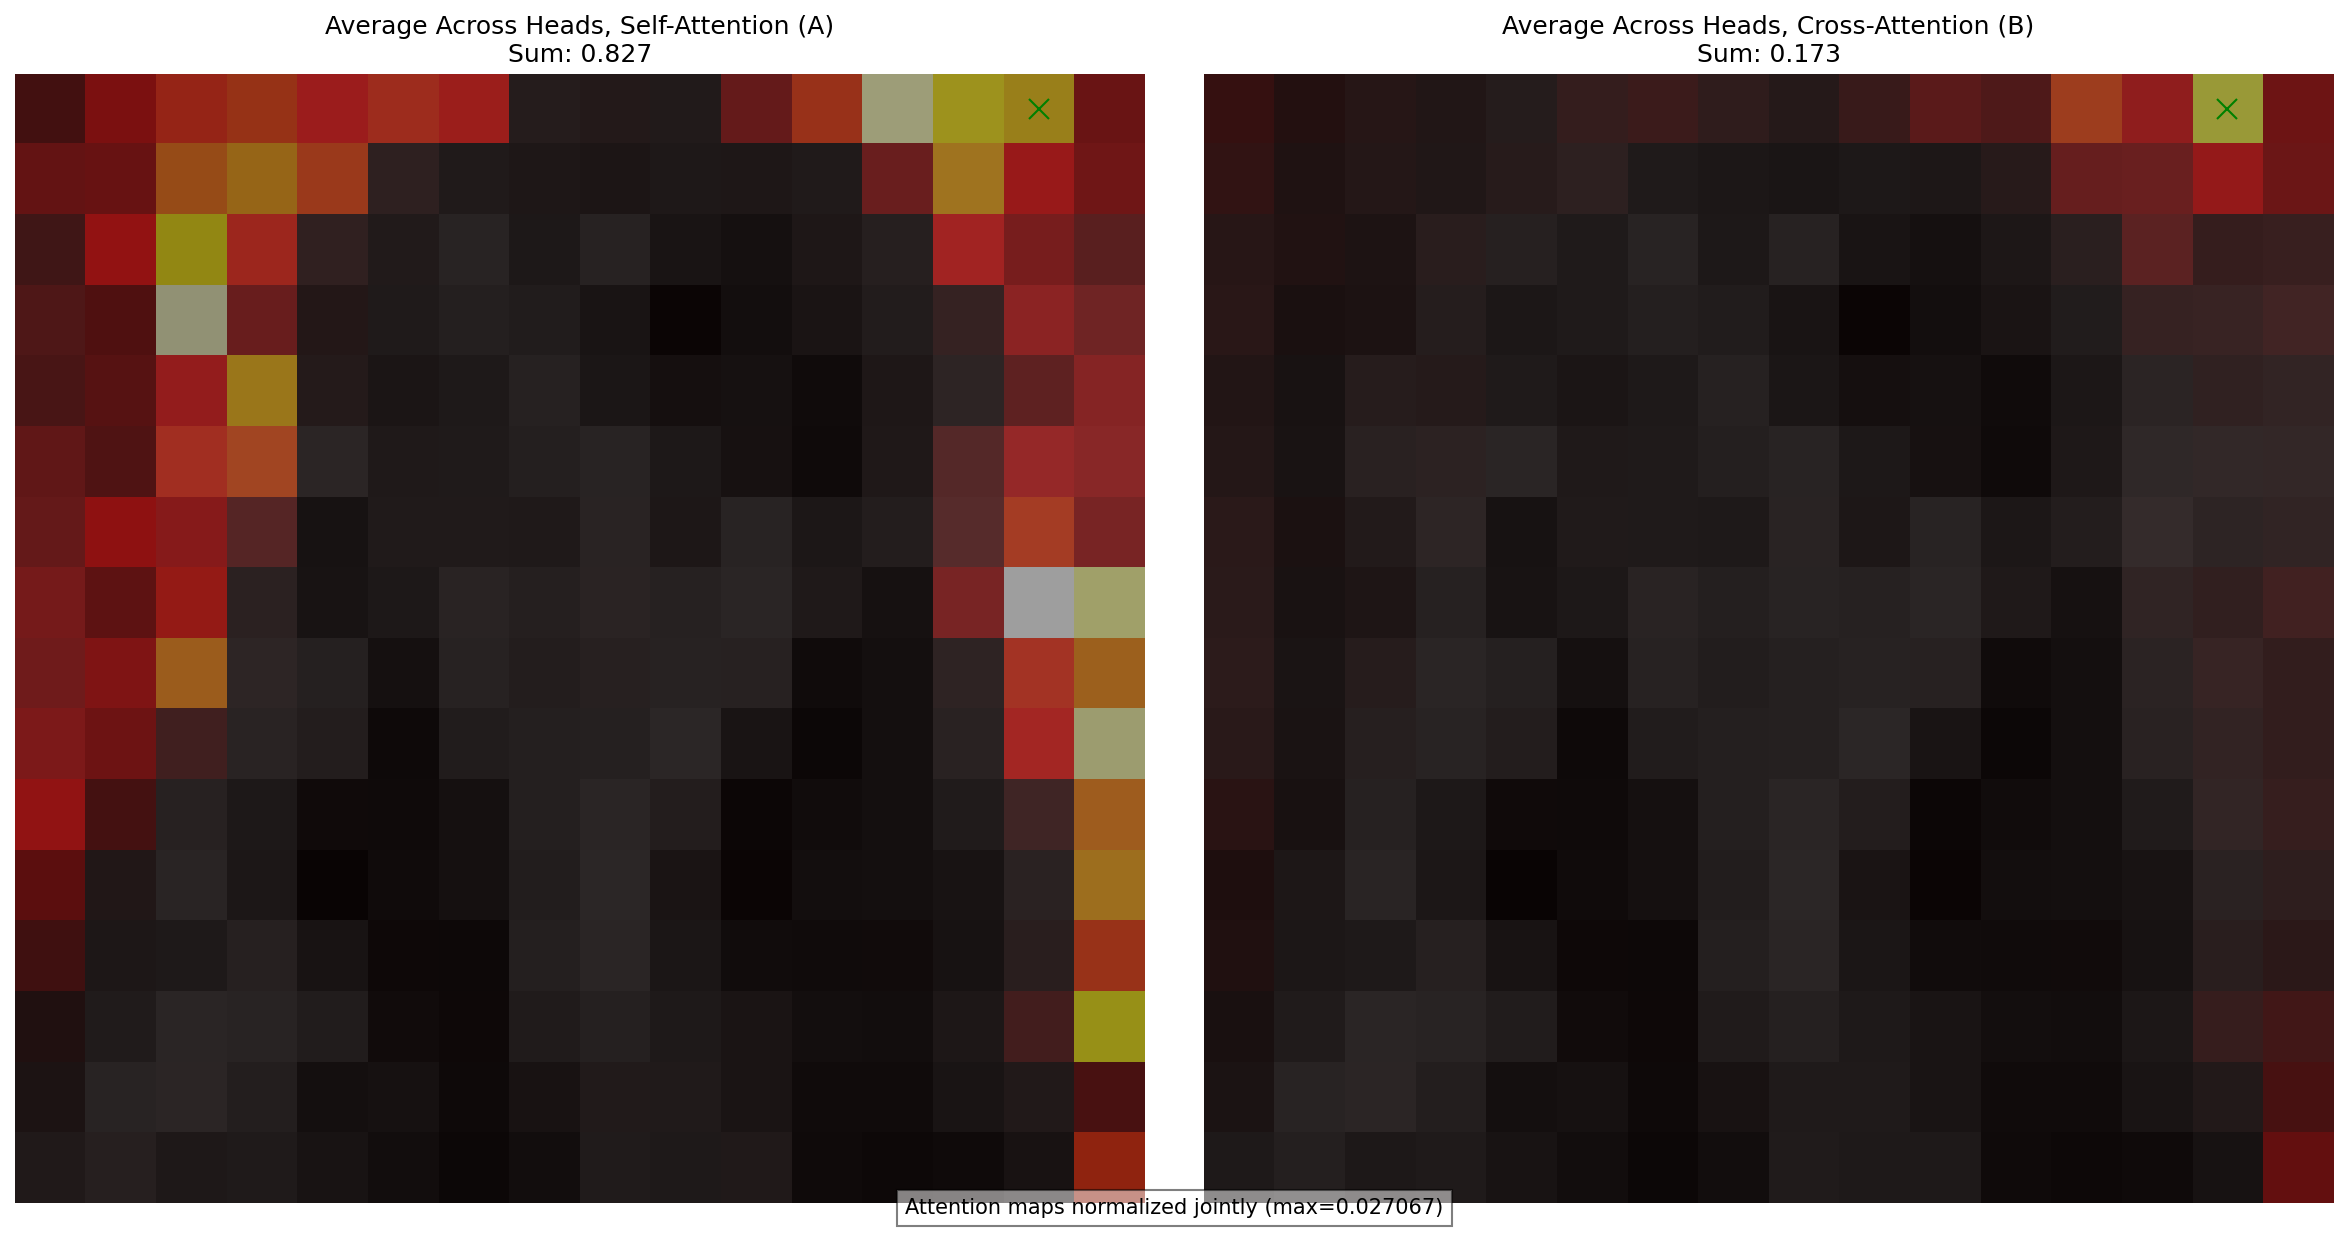 Average Across Heads, Self-Attention (A)
Sum: 0.827
Average Across Heads, Cross-Attention (B)
Sum: 0.173
Attention maps normalized jointly (max=0.027067)